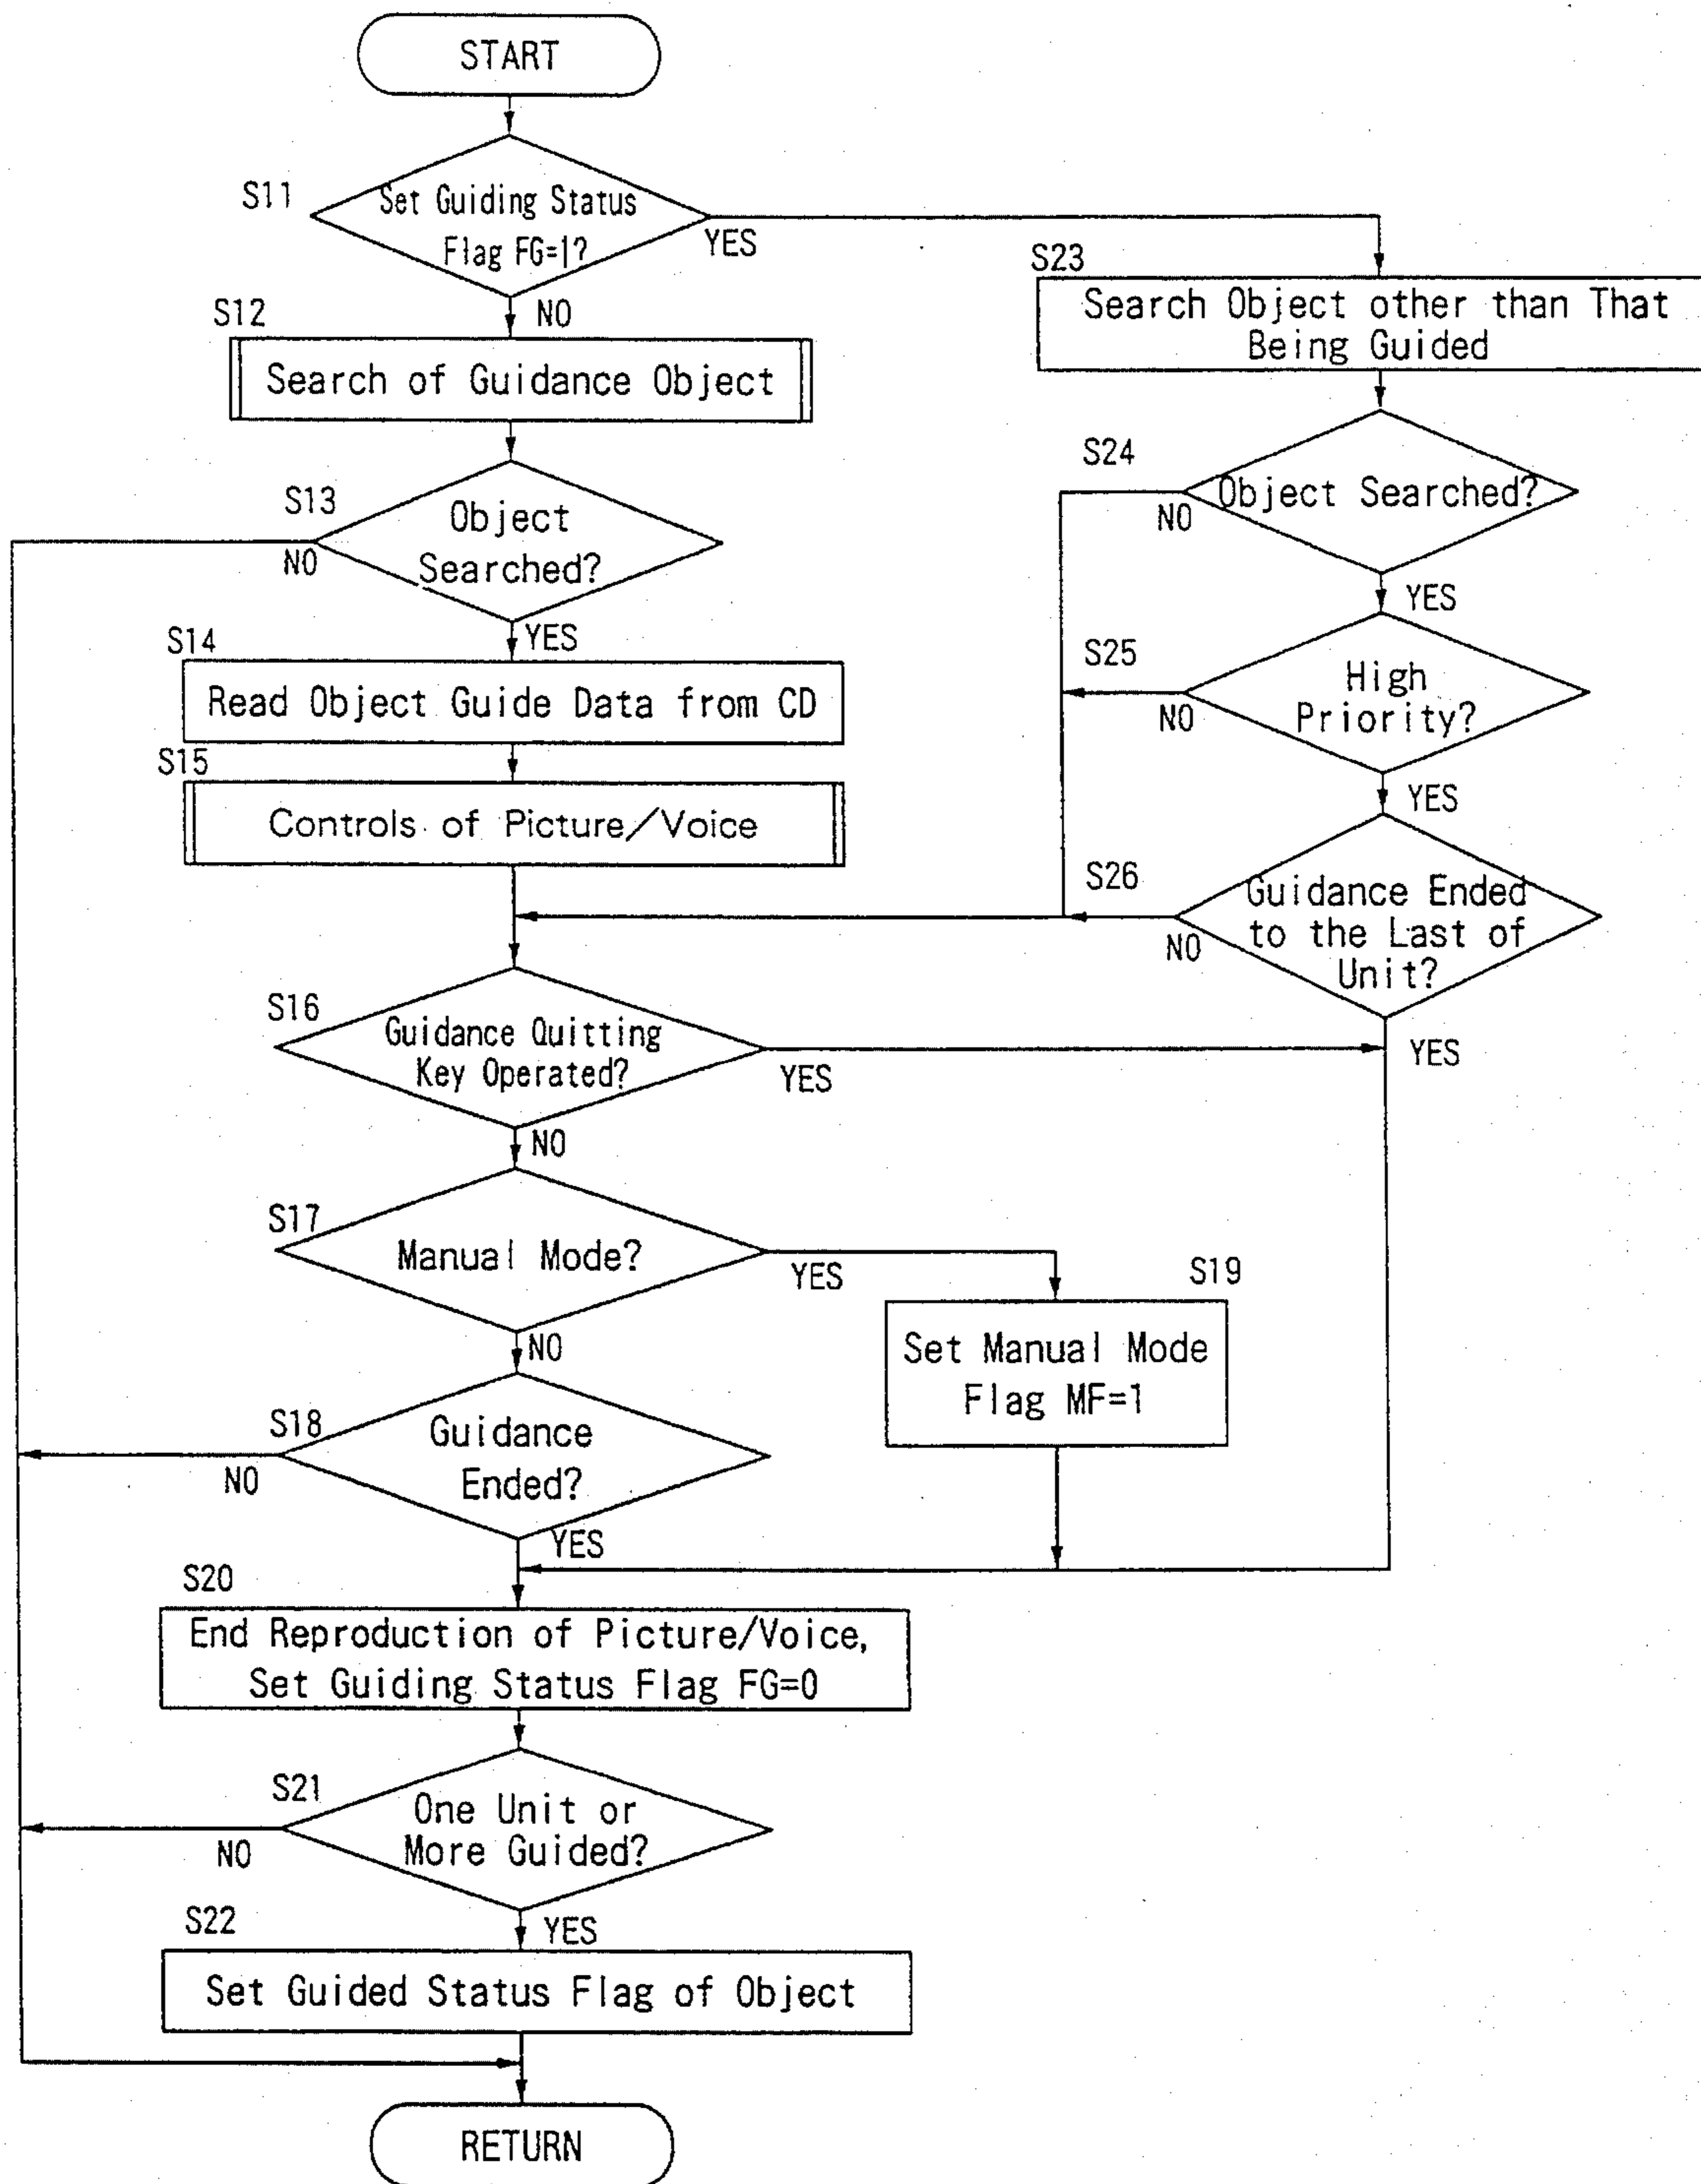 START
S11
Set Guiding Status
Flag FG=1?
YES
NO
S12
Search of Guidance Object
S13
Object
Searched?
NO
YES
S14
Read Object Guide Data from CD
S15
Controls of Picture/Voice
S16
Guidance Quitting
Key Operated?
YES
NO
S17
Manual Mode?
YES
NO
S18
Guidance
Ended?
NO
YES
S19
Set Manual Mode
Flag MF=1
S20
End Reproduction of Picture/Voice,
Set Guiding Status Flag FG=0
S21
One Unit or
More Guided?
NO
YES
S22
Set Guided Status Flag of Object
RETURN
S23
Search Object other than That
Being Guided
S24
Object Searched?
NO
YES
S25
High
Priority?
NO
YES
S26
Guidance Ended
to the Last of
Unit?
NO
YES